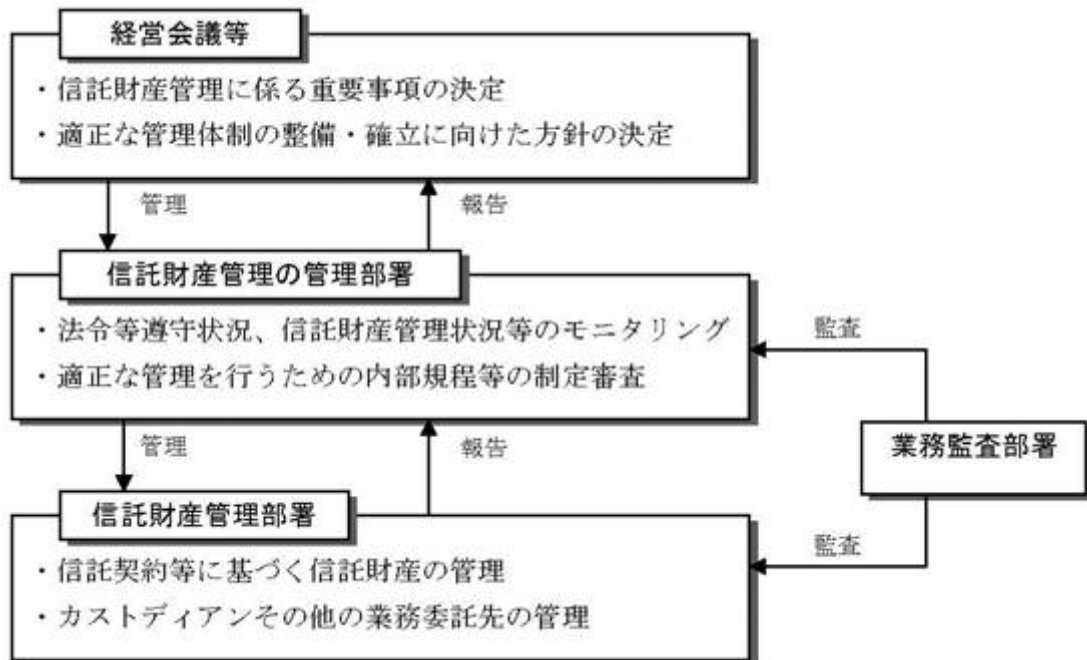 経営会議等
・信託財産管理に係る重要事項の決定
・適正な管理体制の整備・確立に向けた方針の決定
管理
報告
信託財産管理の管理部署
・法令等遵守状況、信託財産管理状況等のモニタリング
・適正な管理を行うための内部規程等の制定審査
監査
管理
報告
業務監査部署
信託財産管理部署
・信託契約等に基づく信託財産の管理
・カストディアンその他の業務委託先の管理
監査